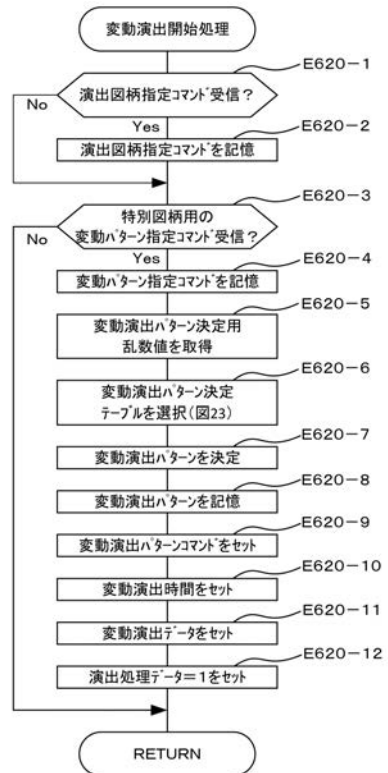 変動演出開始処理
E620-1
演出図柄指定コマンド受信？
No
Yes
E620-2
演出図柄指定コマンドを記憶
E620-3
特別図柄用の
変動パターン指定コマンド受信？
No
Yes
E620-4
変動パターン指定コマンドを記憶
E620-5
変動演出パターン決定用
乱数値を取得
E620-6
変動演出パターン決定
テーブルを選択（図23）
E620-7
変動演出パターンを決定
E620-8
変動演出パターンを記憶
E620-9
変動演出パターンコマンドをセット
E620-10
変動演出時間をセット
E620-11
変動演出データをセット
E620-12
演出処理データ＝1をセット
RETURN